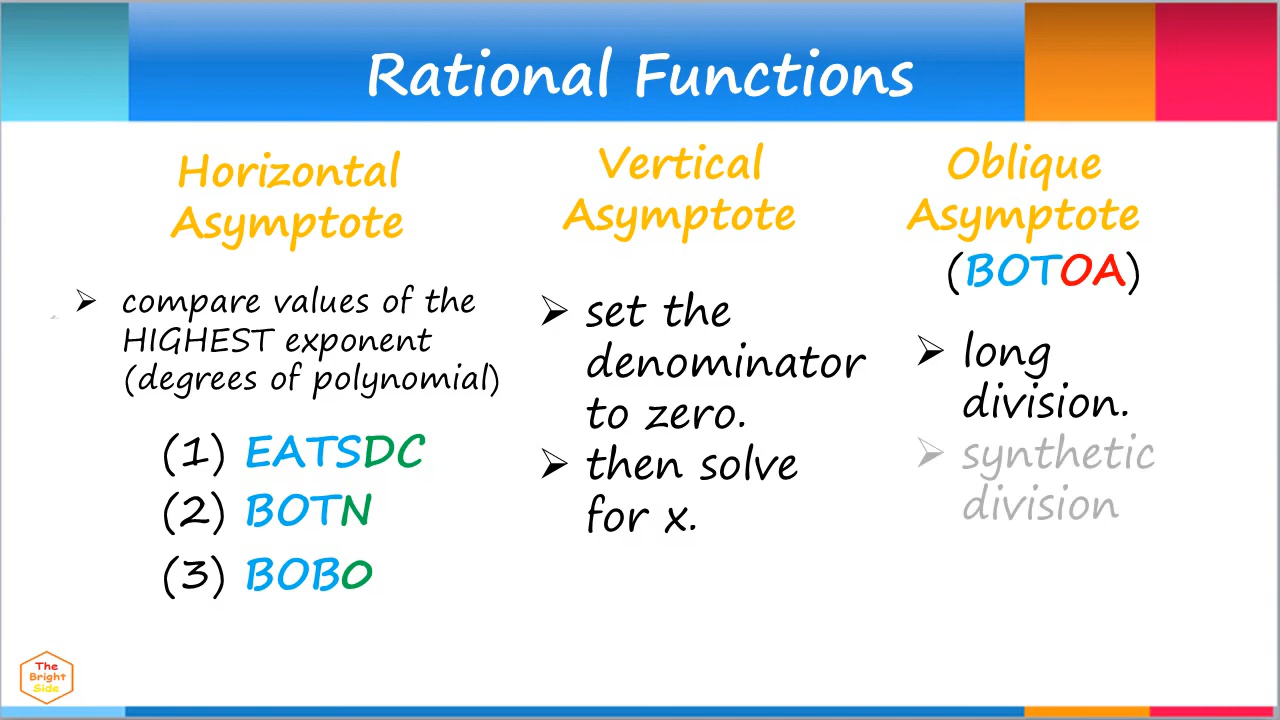 Rational Functions
Horizontal
Asymptote
➢ compare values of the
HIGHEST exponent
(degrees of polynomial)
(1) EATSDC
(2) BOTN
(3) BOBO
Vertical
Asymptote
➢ set the
denominator
to zero.
➢ then solve
for x.
Oblique
Asymptote
(BOTOA)
➢ long
division.
➢ synthetic
division
The
Bright
Side